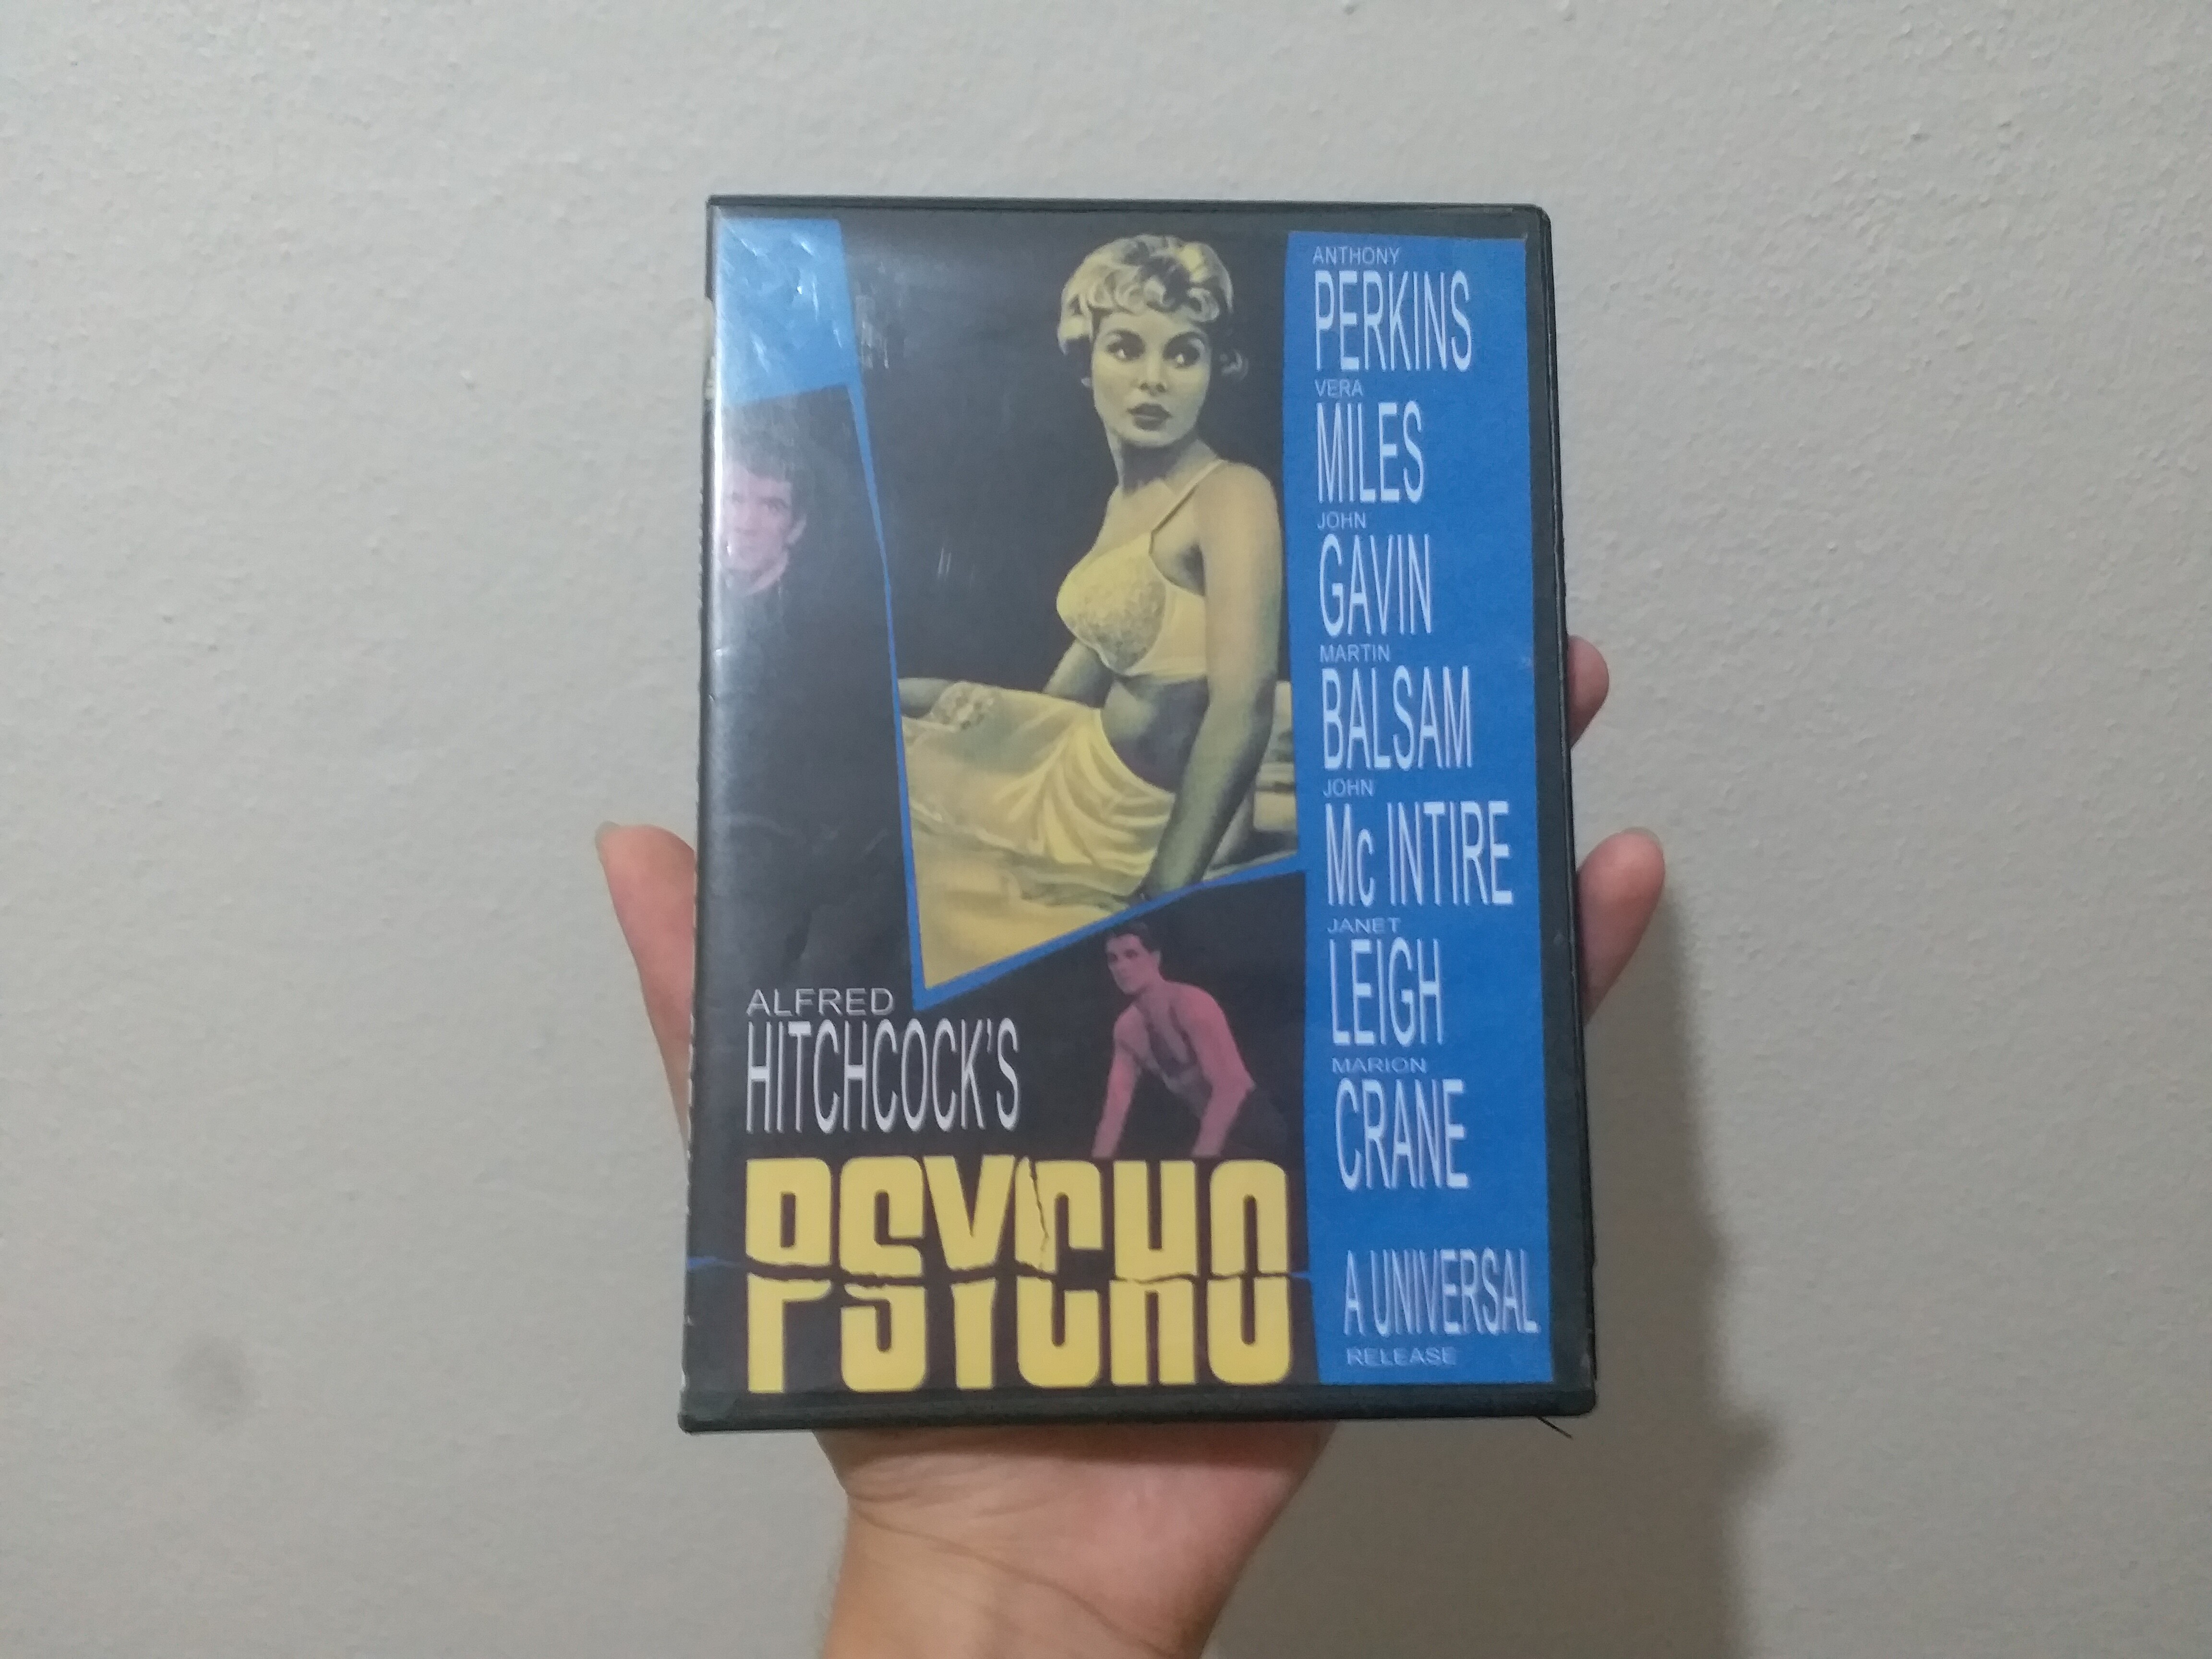 ANTHONY
PERKINS
VERA
MILES
JOHN
GAVIN
MARTIN
BALSAM
JOHN
Mc INTIRE
JANET
LEIGH
MARION
CRANE
A UNIVERSAL
RELEASE
ALFRED
HITCHCOCK'S
PSYCHO